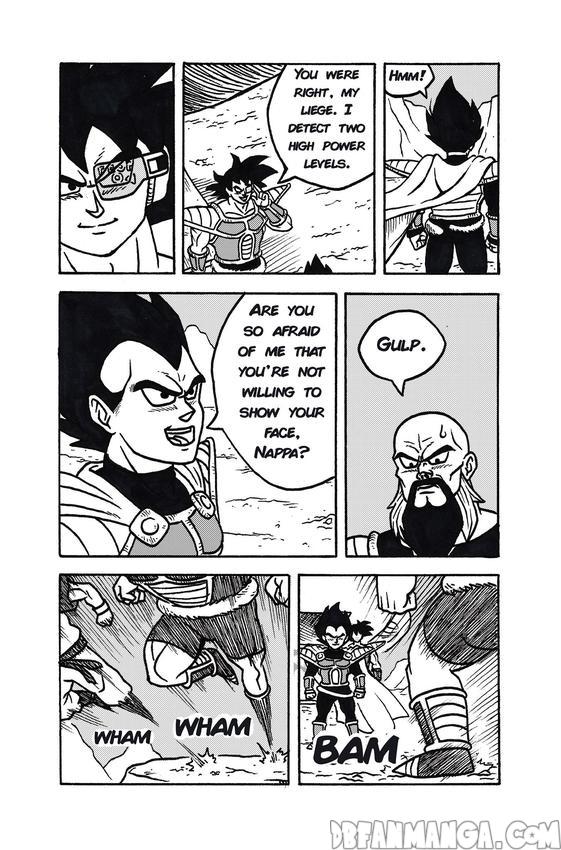 YOU WERE
RIGHT, MY
LIEGE. I
DETECT TWO
HIGH POWER
LEVELS.
HMM!
ARE YOU
SO AFRAID
OF ME THAT
YOU'RE NOT
WILLING TO
SHOW YOUR
FACE,
NAPPA?
GULP.
WHAM
WHAM
BAM
DBFANMANGA.COM